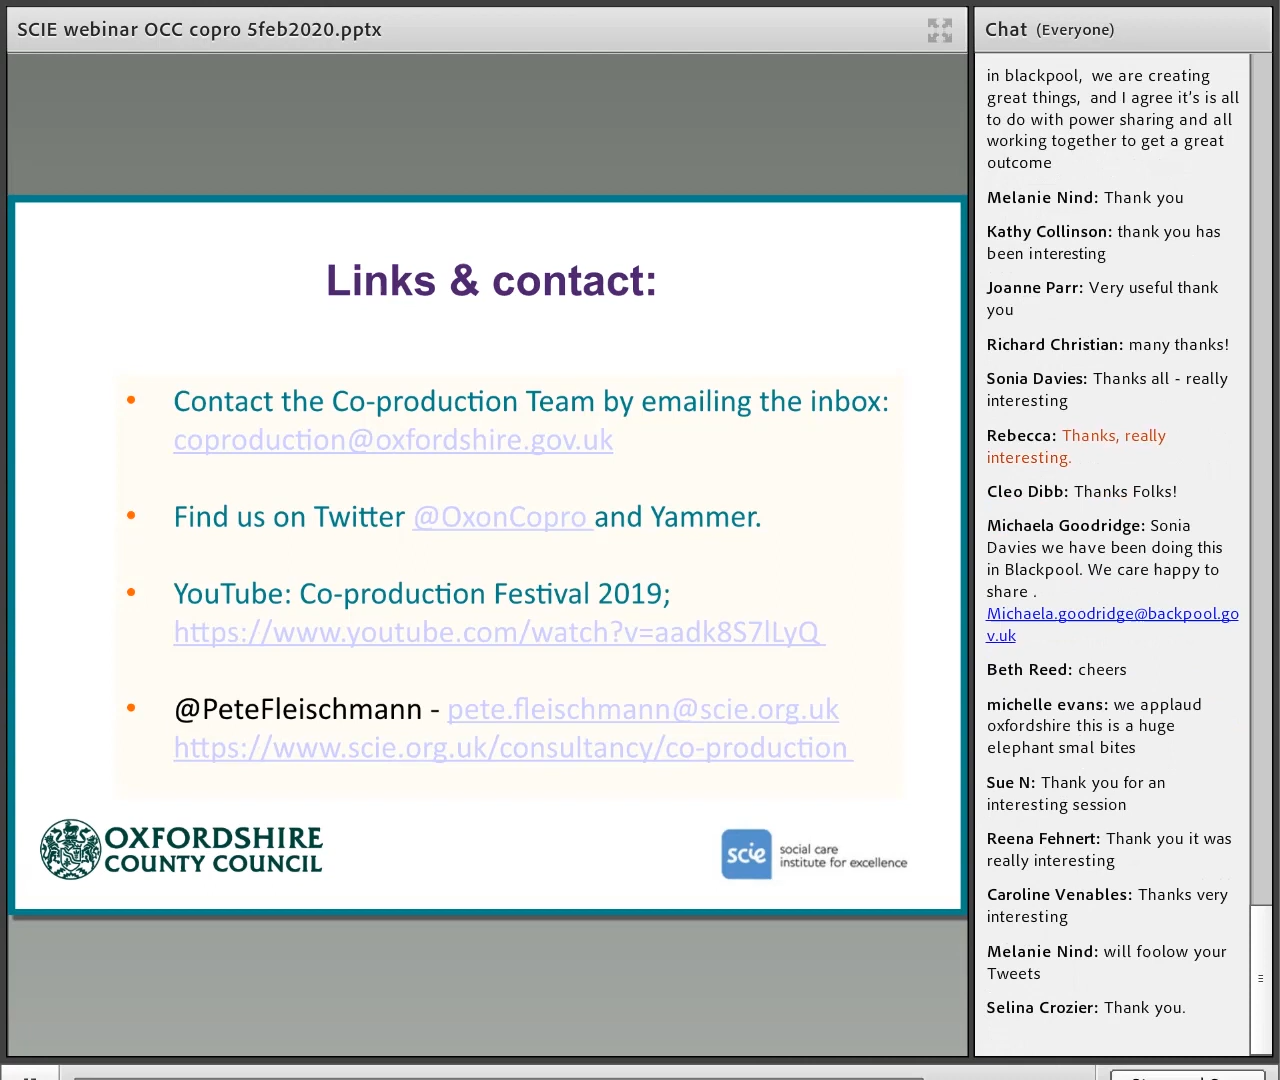 SCIE webinar OCC copro 5feb2020.pptx
Links & contact:
• Contact the Co-production Team by emailing the inbox:
coproduction@oxfordshire.gov.uk
• Find us on Twitter @OxonCopro and Yammer.
• YouTube: Co-production Festival 2019;
https://www.youtube.com/watch?v=aadk8S7lLyQ
• @PeteFleischmann - pete.fleischmann@scie.org.uk
https://www.scie.org.uk/consultancy/co-production
OXFORDSHIRE
COUNTY COUNCIL
scie
social care
institute for excellence
Chat (Everyone)
in blackpool, we are creating
great things, and I agree it's is all
to do with power sharing and all
working together to get a great
outcome
Melanie Nind: Thank you
Kathy Collinson: thank you has
been interesting
Joanne Parr: Very useful thank
you
Richard Christian: many thanks!
Sonia Davies: Thanks all - really
interesting
Rebecca: Thanks, really
interesting.
Cleo Dibb: Thanks Folks!
Michaela Goodridge: Sonia
Davies we have been doing this
in Blackpool. We care happy to
share .
Michaela.goodridge@backpool.go
v.uk
Beth Reed: cheers
michelle evans: we applaud
oxfordshire this is a huge
elephant smal bites
Sue N: Thank you for an
interesting session
Reena Fehnert: Thank you it was
really interesting
Caroline Venables: Thanks very
interesting
Melanie Nind: will foolow your
Tweets
Selina Crozier: Thank you.